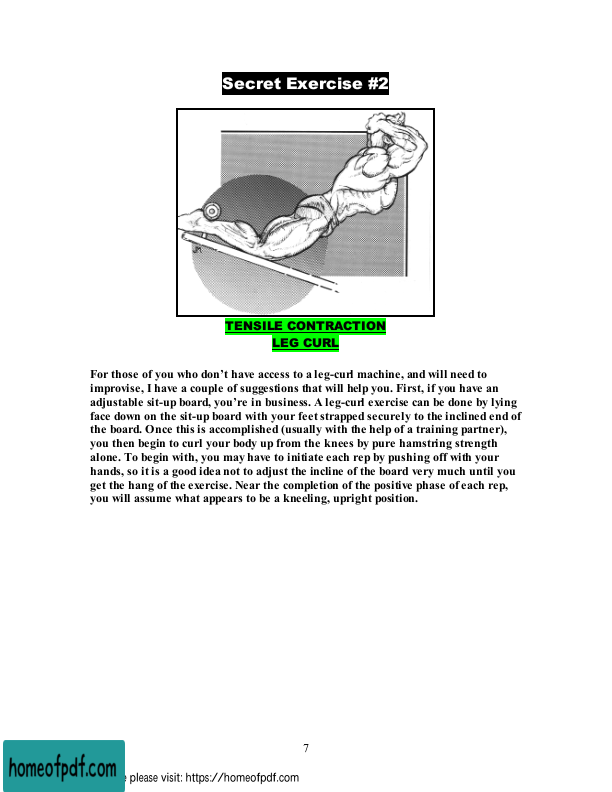 Secret Exercise #2
TENSILE CONTRACTION
LEG CURL
For those of you who don't have access to a leg-curl machine, and will need to
improvise, I have a couple of suggestions that will help you. First, if you have an
adjustable sit-up board, you're in business. A leg-curl exercise can be done by lying
face down on the sit-up board with your feet strapped securely to the inclined end of
the board. Once this is accomplished (usually with the help of a training partner),
you then begin to curl your body up from the knees by pure hamstring strength
alone. To begin with, you may have to initiate each rep by pushing off with your
hands, so it is a good idea not to adjust the incline of the board very much until you
get the hang of the exercise. Near the completion of the positive phase of each rep,
you will assume what appears to be a kneeling, upright position.
7
homeofpdf.com
please visit: https://homeofpdf.com